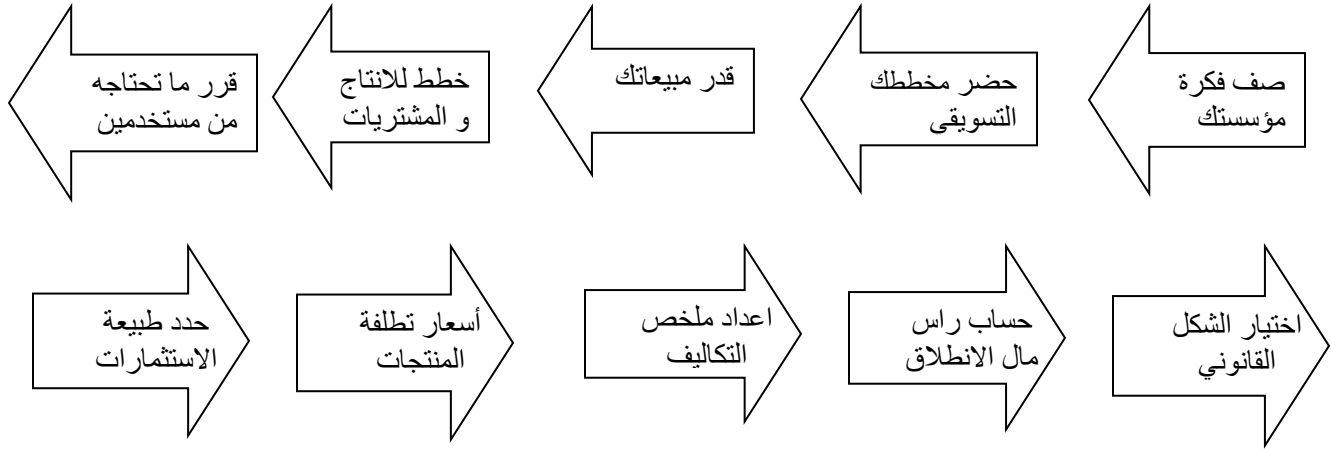 صف فكرة
مؤسستك
حضر مخططك
التسويقى
قدر مبيعاتك
خطط للانتاج
و المشتريات
قرر ما تحتاجه
من مستخدمين
حدد طبيعة
الاستثمارات
أسعار تطلفة
المنتجات
اعداد ملخص
التكاليف
حساب راس
مال الانطلاق
اختيار الشكل
القانوني